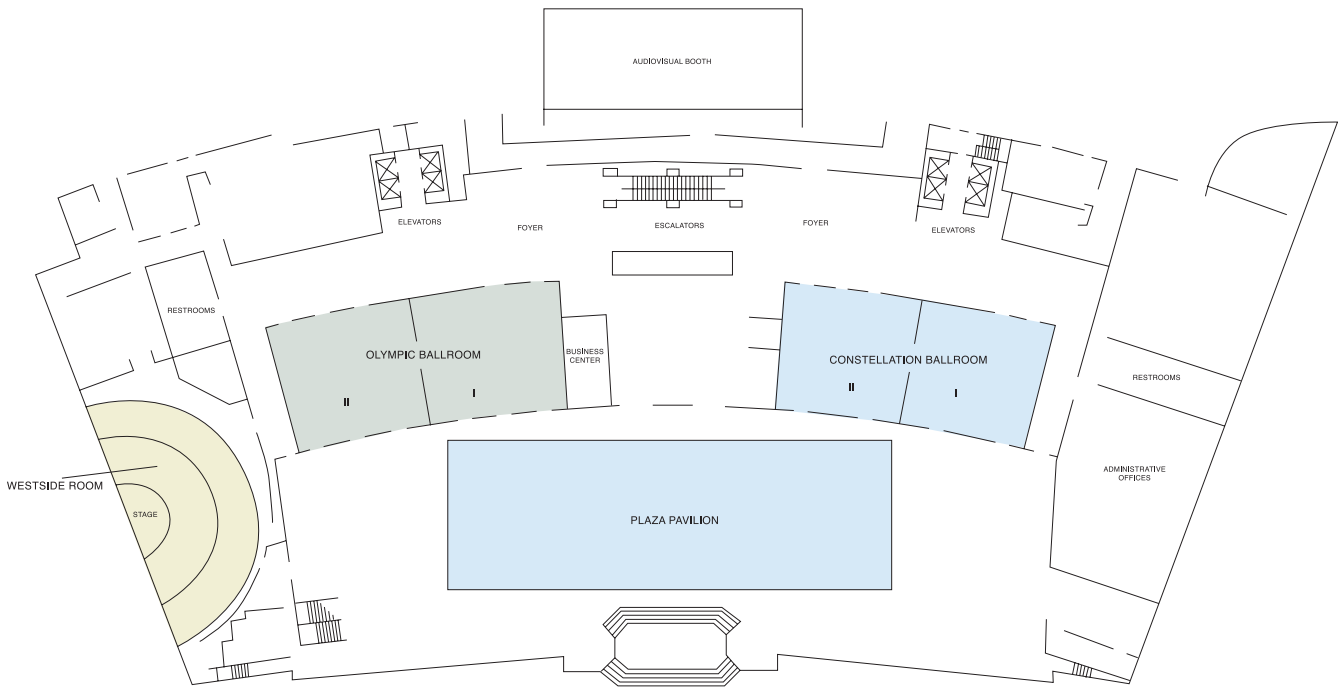 AUDIOVISUAL BOOTH
ELEVATORS
FOYER
ESCALATORS
FOYER
ELEVATORS
RESTROOMS
OLYMPIC BALLROOM
II
I
BUSINESS
CENTER
CONSTELLATION BALLROOM
II
I
RESTROOMS
ADMINISTRATIVE
OFFICES
WESTSIDE ROOM
STAGE
PLAZA PAVILION